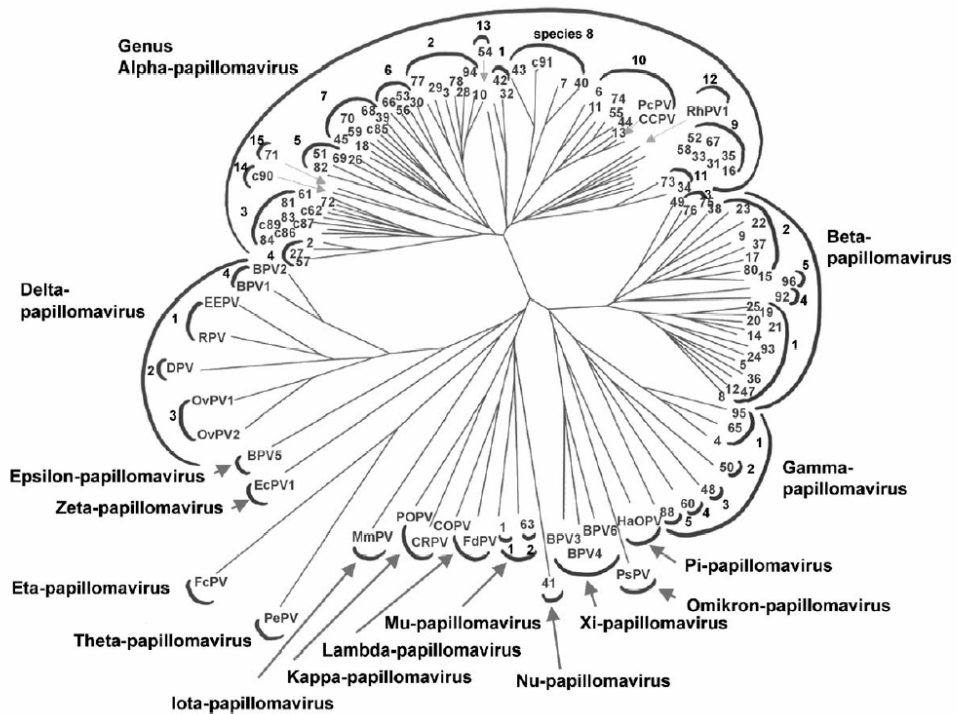 Genus
Alpha-papillomavirus
13
54
2
1
species 8
c91
43
42
32
7
40
10
6
11
74
55
44
13
PcPV
CCPV
12
RhPV1
9
52
67
58
33
31
35
16
11
73
34
6
77
94
78
29
3
28
10
53
66
56
30
7
70
68
39
59
c85
45
18
5
51
82
69
26
15
71
14
c90
3
61
81
72
83
c62
c89
c87
c86
84
4
2
27
57
3
49
75
76
38
23
22
2
9
37
17
80
15
5
96
92
4
25
19
20
21
14
93
1
24
5
36
12
47
8
Beta-
papillomavirus
95
65
4
1
50
2
48
3
60
4
88
5
Gamma-
papillomavirus
Delta-
papillomavirus
4
BPV2
BPV1
EEPV
1
RPV
2
DPV
OvPV1
3
OvPV2
BPV5
Epsilon-papillomavirus
EcPV1
Zeta-papillomavirus
FcPV
Eta-papillomavirus
PePV
Theta-papillomavirus
MmPV
Iota-papillomavirus
POPV
CRPV
Kappa-papillomavirus
COPV
FdPV
Lambda-papillomavirus
1
63
1
2
Mu-papillomavirus
41
Nu-papillomavirus
BPV3
BPV6
BPV4
Xi-papillomavirus
PsPV
Omikron-papillomavirus
HaOPV
Pi-papillomavirus